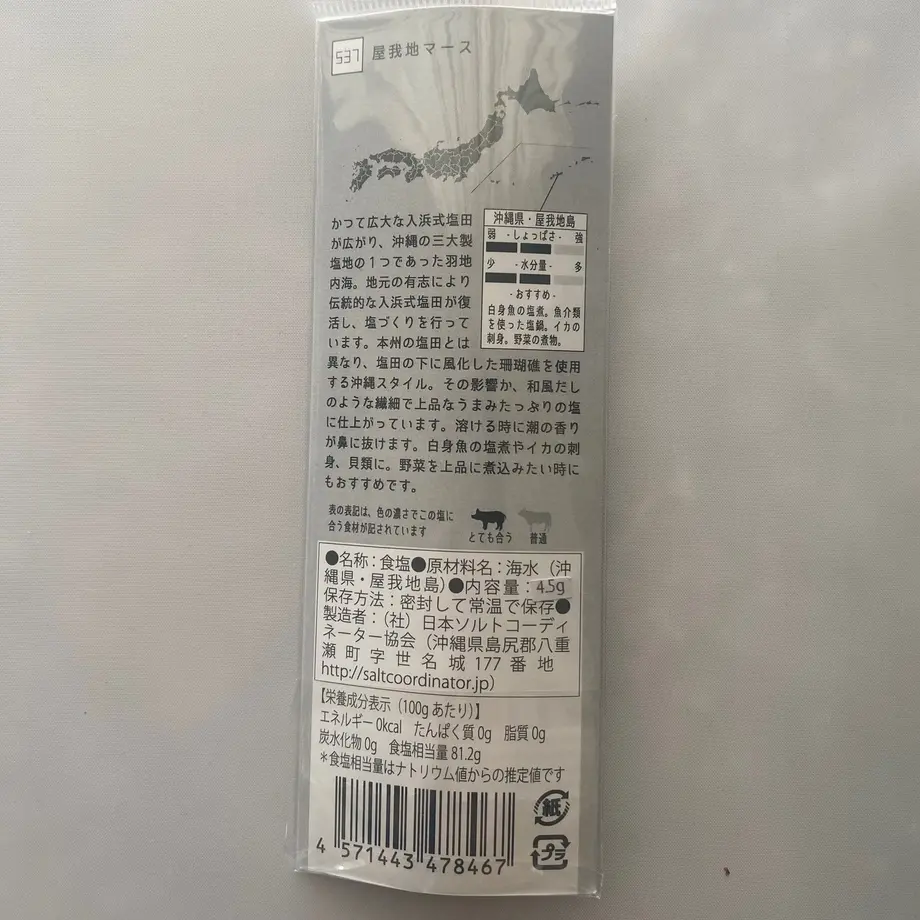 537 屋我地マース
かつて広大な入浜式塩田
が広がり、沖縄の三大製
塩地の1つであった羽地
内海。地元の有志により
伝統的な入浜式塩田が復
活し、塩づくりを行って
います。本州の塩田とは
異なり、塩田の下に風化した珊瑚礁を使用
する沖縄スタイル。その影響か、和風だし
のような繊細で上品なうまみたっぷりの塩
に仕上がっています。溶ける時に潮の香り
が鼻に抜けます。白身魚の塩煮やイカの刺
身、貝類に。野菜を上品に煮込みたい時に
もおすすめです。
沖縄県・屋我地島
弱 -しょっぱさ- 強
少 -水分量- 多
-おすすめ-
白身魚の塩煮。魚介類
を使った塩鍋。イカの
刺身。野菜の煮物。
表の表記は、色の濃さでこの塩に
合う食材が記されています
とても合う 普通
●名称：食塩●原材料名：海水（沖
縄県・屋我地島）●内容量：45g
保存方法：密封して常温で保存●
製造者：（社）日本ソルトコーディ
ネーター協会（沖縄県島尻郡八重
瀬町字世名城177番地
http://saltcoordinator.jp）
【栄養成分表示（100gあたり）】
エネルギー0kcal たんぱく質0g 脂質0g
炭水化物0g 食塩相当量81.2g
＊食塩相当量はナトリウム値からの推定値です
紙
プラ
4 571443 478467